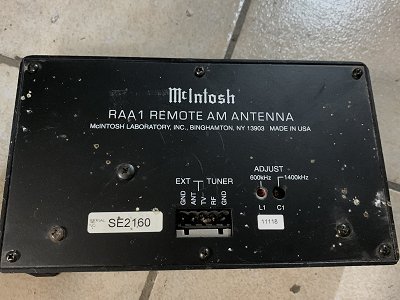 McIntosh
RAA1 REMOTE AM ANTENNA
McINTOSH LABORATORY, INC., BINGHAMTON, NY 13903 MADE IN USA
ADJUST
600kHz 1400kHz
EXT TUNER
GND ANT TV RF GND
L1 C1
11118
SERIAL SE2160